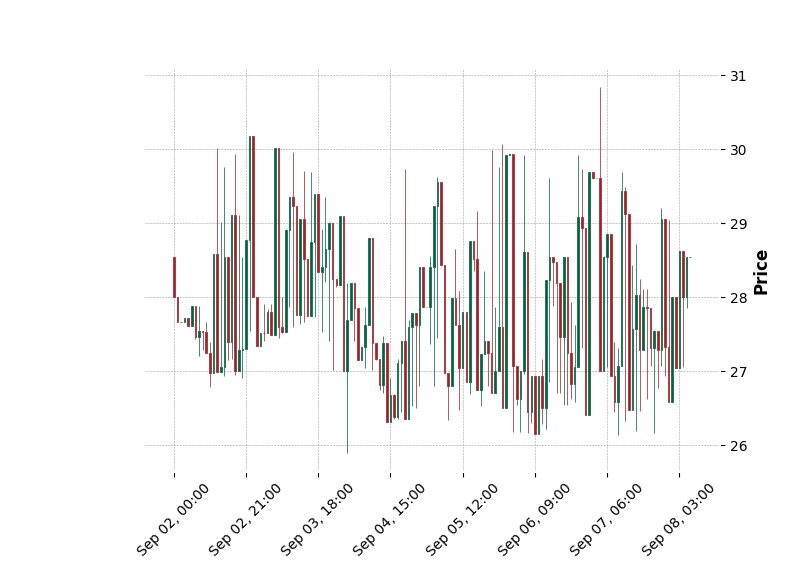 31
30
29
28
27
26
Price
Sep 02, 00:00
Sep 02, 21:00
Sep 03, 18:00
Sep 04, 15:00
Sep 05, 12:00
Sep 06, 09:00
Sep 07, 06:00
Sep 08, 03:00